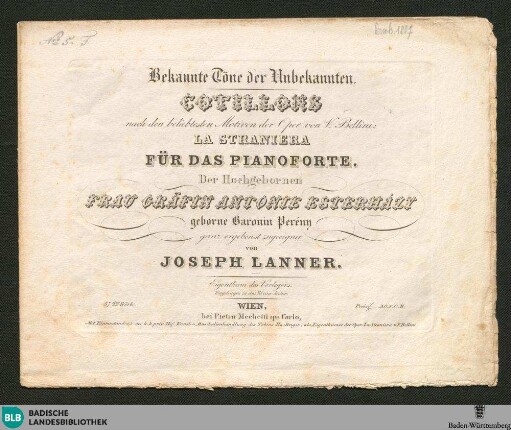 Bekannte Töne der Unbekannten.
COTILLONS
nach den beliebtesten Motiven der Oper von V. Bellini:
LA STRANIERA
FÜR DAS PIANOFORTE.
Der Hochgebornen
FRAU GRÄFIN ANTONIE ESTERHÁZY
geborne Baronin Perény
ganz ergebenst zugeeignet
von
JOSEPH LANNER.
Eigenthum des Verlegers.
WIEN,
bei Pietro Mechetti qm Carlo,
BLB BADISCHE
LANDESBIBLIOTHEK
Baden-Württemberg